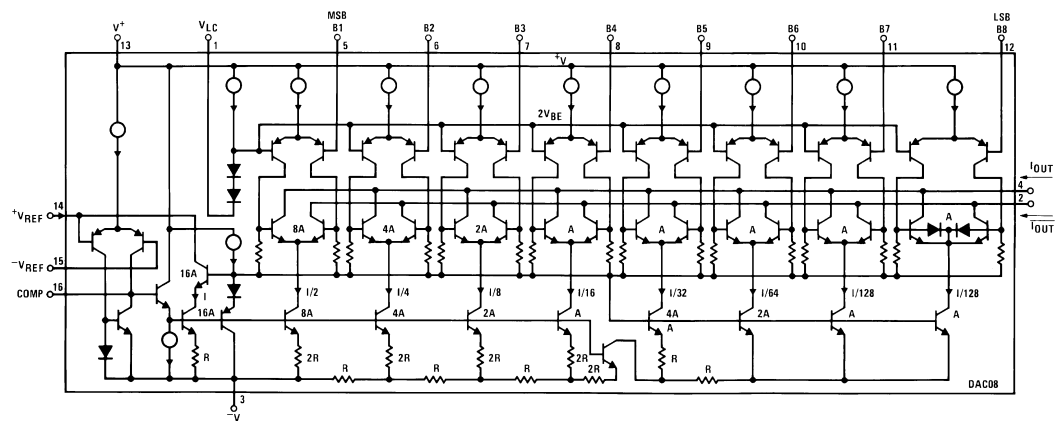 V+ VLC MSB B1 B2 B3 B4 B5 B6 B7 LSB B8
13 1 5 6 7 8 9 10 11 12
+V
2VBE
IOUT
4
2
IOUT
14
+VREF
8A 4A 2A A A A A A
15
−VREF
16A
16
COMP
I I/2 I/4 I/8 I/16 I/32 I/64 I/128 I/128
16A 8A 4A 2A A 4A A 2A A A
R 2R 2R 2R 2R R
R R R 2R R
3
−V
DAC08